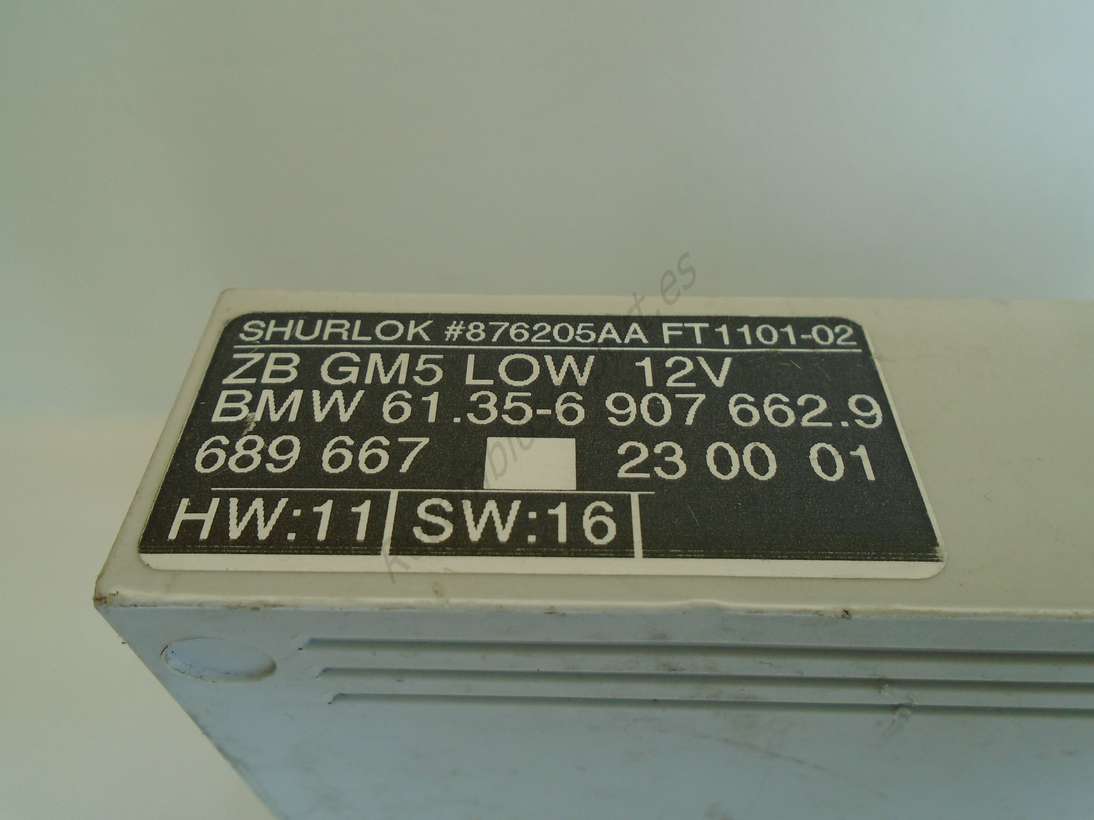 SHURLOK #876205AA FT1101-02
ZB GM5 LOW 12V
BMW 61.35-6 907 662.9
689 667 23 00 01
HW:11 SW:16